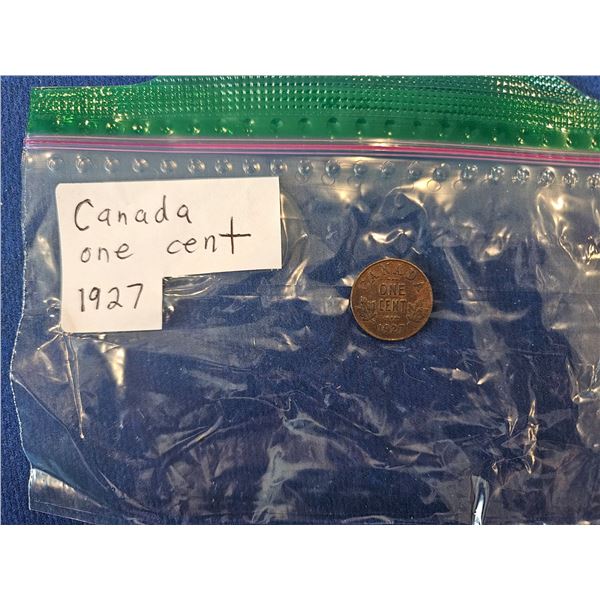 Canada
one cent
1927
CANADA
ONE
CENT
1927